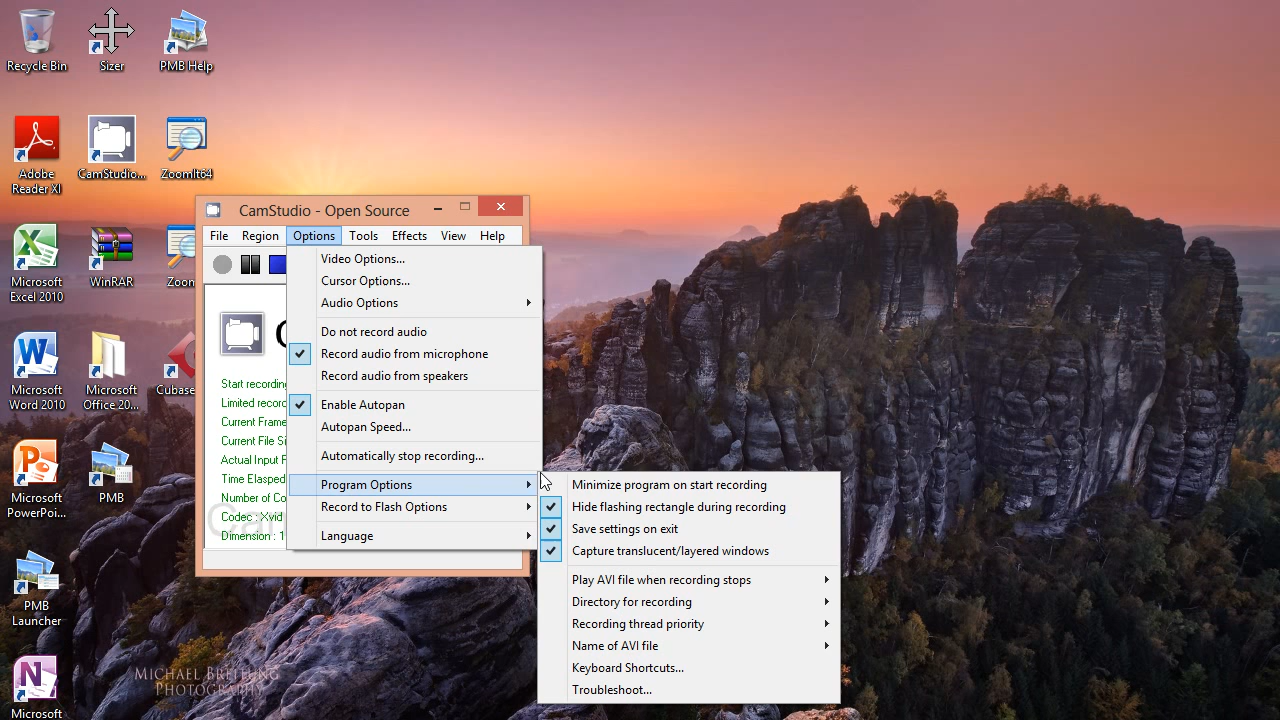 Recycle Bin
Sizer
PMB Help
Adobe
Reader XI
CamStudio...
ZoomIt64
Microsoft
Excel 2010
WinRAR
Zoon
Microsoft
Word 2010
Microsoft
Office 20...
Cubase
Microsoft
PowerPoi...
PMB
PMB
Launcher
Microsoft
CamStudio - Open Source
File Region Options Tools Effects View Help
Start recording
Limited record
Current Frame
Current File Si
Actual Input F
Time Elasped
Number of Co
Codec : Xvid
Dimension : 1
Video Options...
Cursor Options...
Audio Options
Do not record audio
Record audio from microphone
Record audio from speakers
Enable Autopan
Autopan Speed...
Automatically stop recording...
Program Options
Record to Flash Options
Language
Minimize program on start recording
Hide flashing rectangle during recording
Save settings on exit
Capture translucent/layered windows
Play AVI file when recording stops
Directory for recording
Recording thread priority
Name of AVI file
Keyboard Shortcuts...
Troubleshoot...
Michael Breitung
Photography